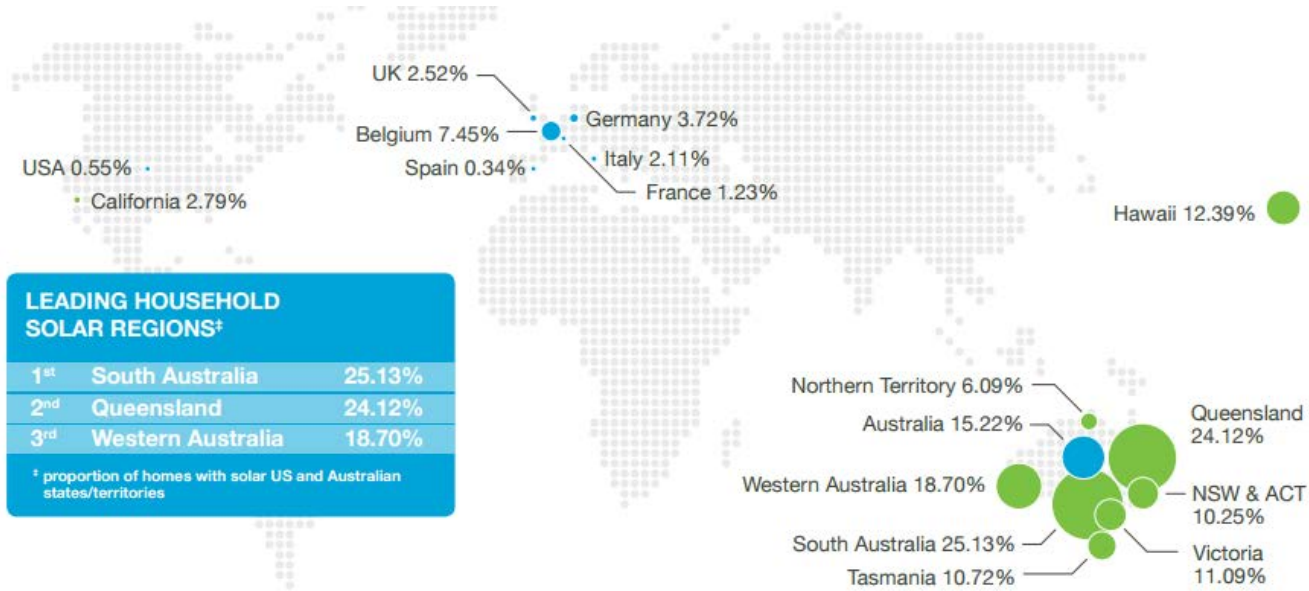 UK 2.52%
Belgium 7.45%
Germany 3.72%
Spain 0.34%
Italy 2.11%
France 1.23%
USA 0.55%
California 2.79%
Hawaii 12.39%
LEADING HOUSEHOLD
SOLAR REGIONS‡
1st South Australia 25.13%
2nd Queensland 24.12%
3rd Western Australia 18.70%
‡ proportion of homes with solar US and Australian
states/territories
Northern Territory 6.09%
Australia 15.22%
Queensland
24.12%
Western Australia 18.70%
NSW & ACT
10.25%
South Australia 25.13%
Victoria
11.09%
Tasmania 10.72%